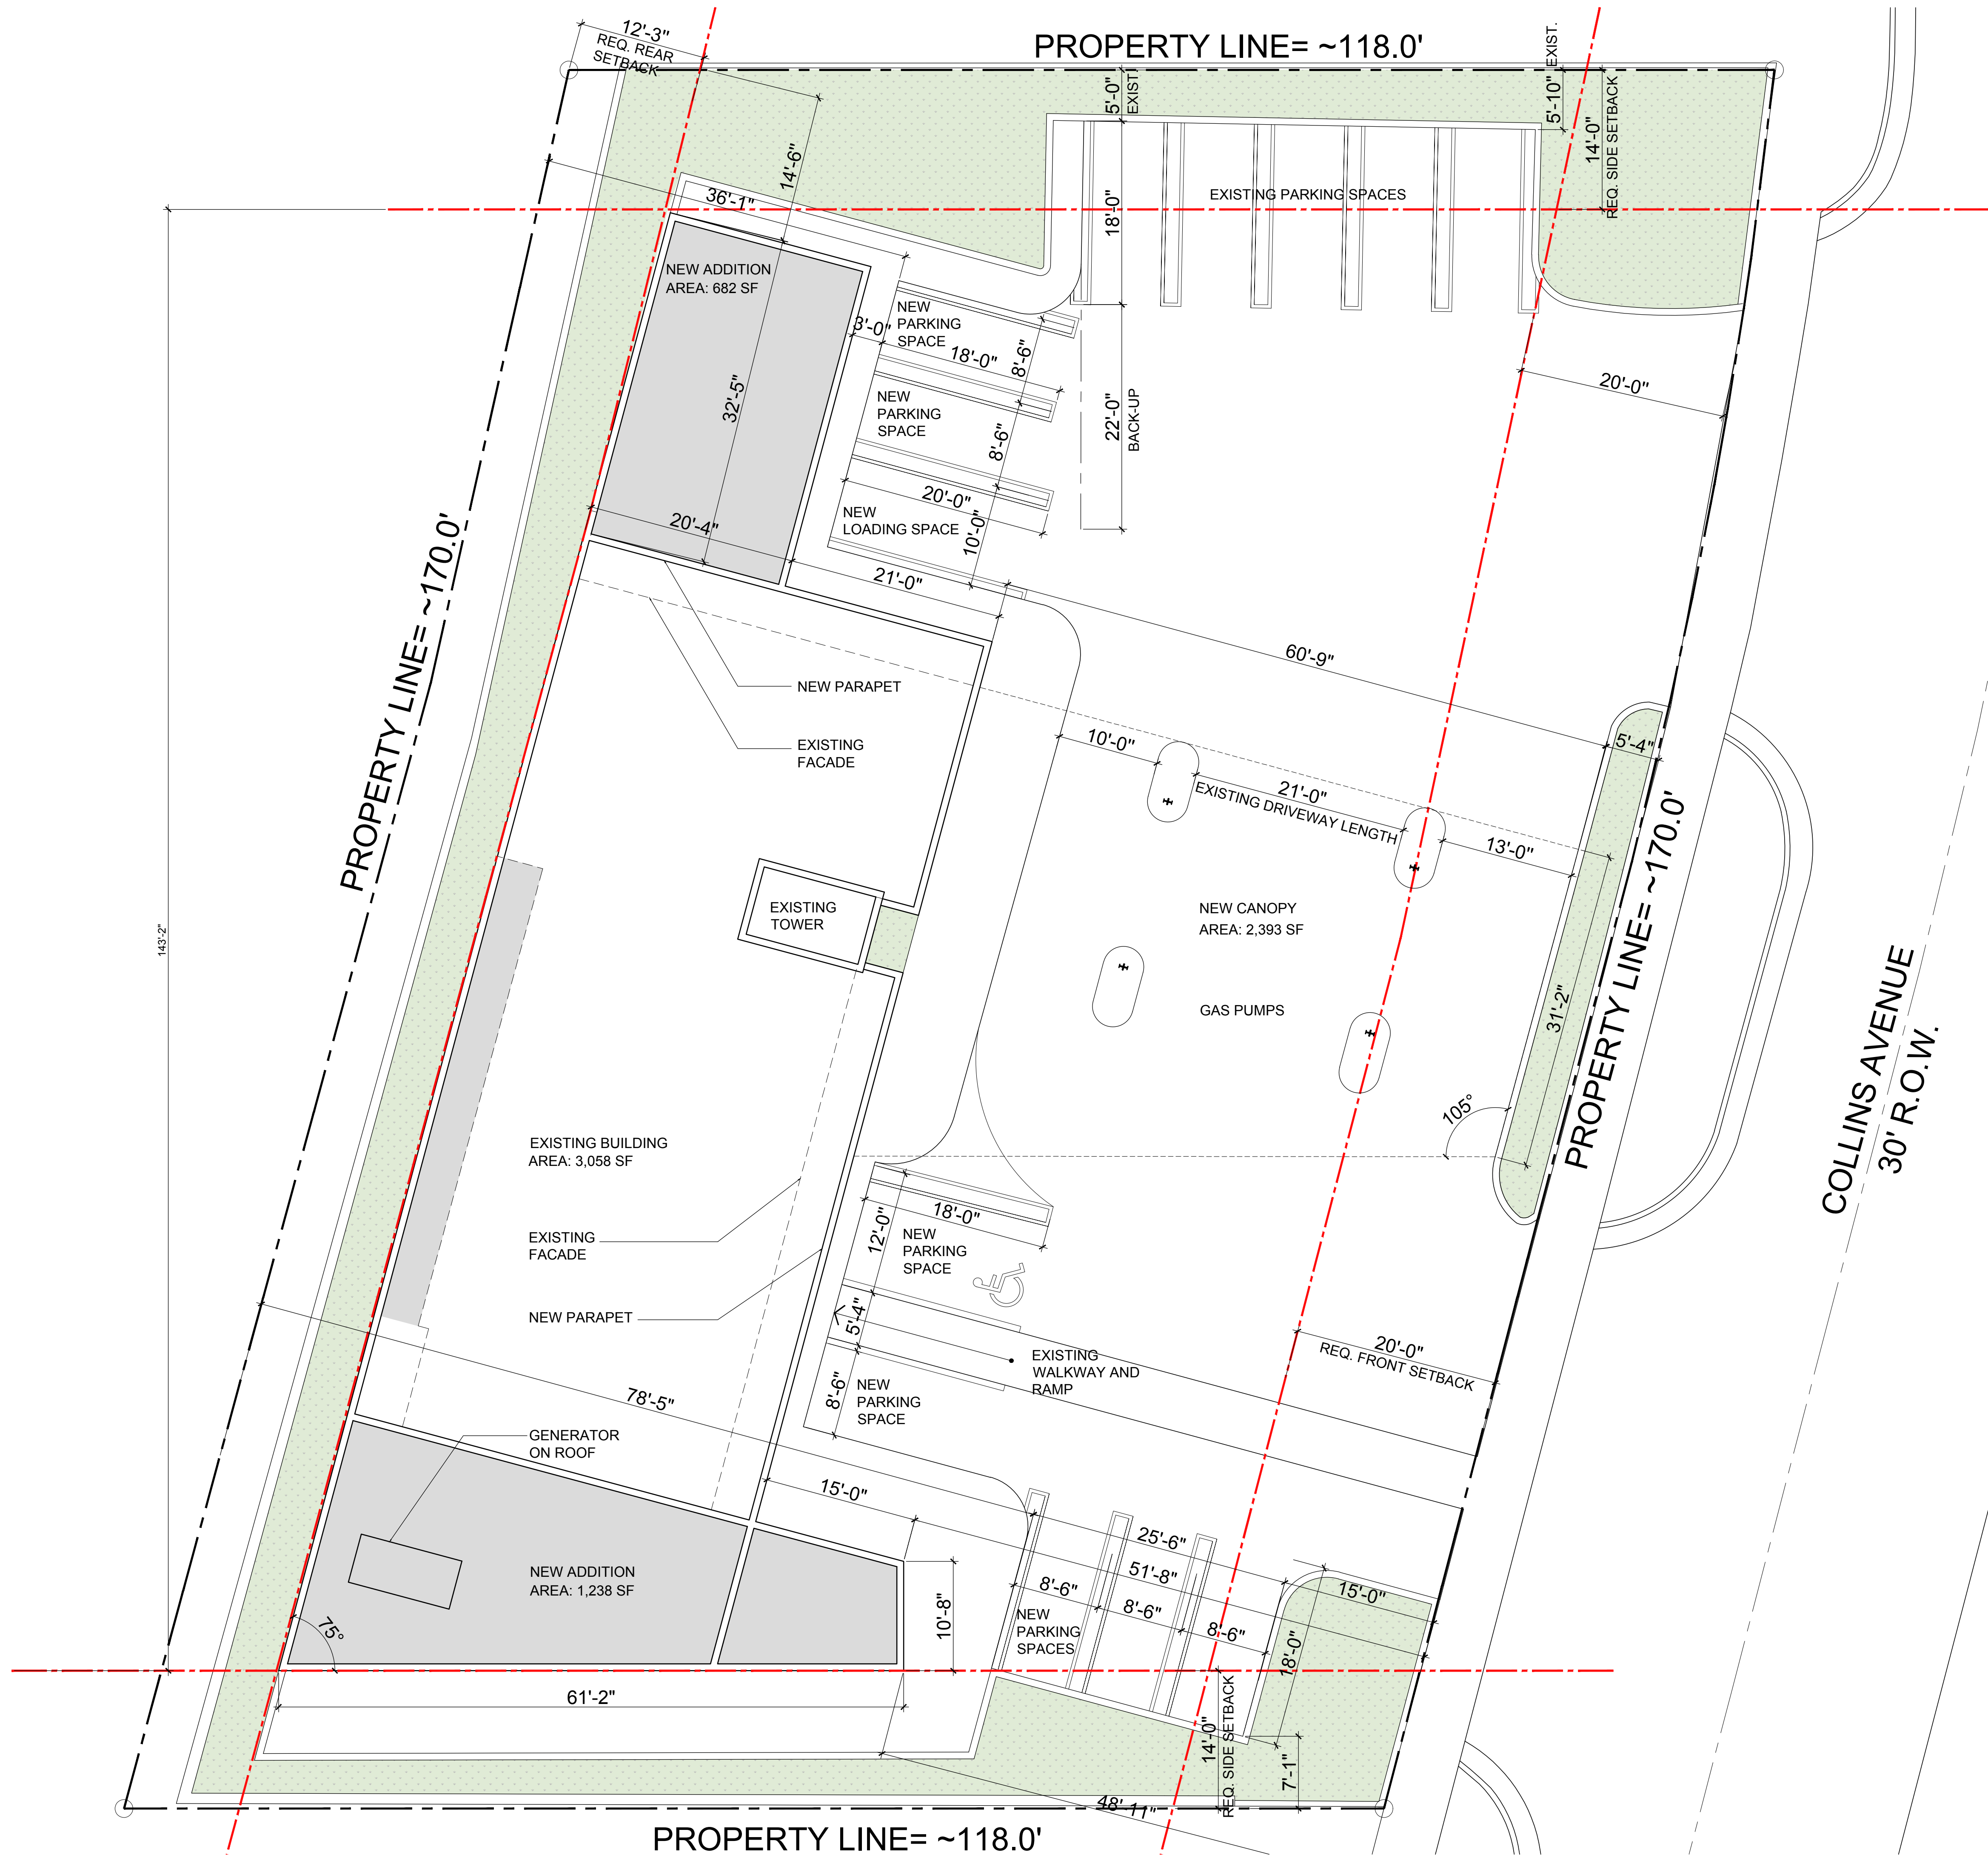 12'-3"
REQ. REAR
SETBACK
PROPERTY LINE= ~118.0'
5'-0"
EXIST.
5'-10" EXIST.
14'-0"
REQ. SIDE SETBACK
14'-6"
36'-1"
18'-0"
EXISTING PARKING SPACES
NEW ADDITION
AREA: 682 SF
NEW
PARKING
SPACE
3'-0"
18'-0"
8'-6"
20'-0"
32'-5"
NEW
PARKING
SPACE
8'-6"
22'-0"
BACK-UP
20'-4"
20'-0"
NEW
LOADING SPACE
10'-0"
21'-0"
PROPERTY LINE= ~170.0'
60'-9"
NEW PARAPET
EXISTING
FACADE
10'-0"
5'-4"
21'-0"
EXISTING DRIVEWAY LENGTH
13'-0"
143'-2"
EXISTING
TOWER
NEW CANOPY
AREA: 2,393 SF
GAS PUMPS
31'-2"
PROPERTY LINE= ~170.0'
COLLINS AVENUE
30' R.O.W.
105°
EXISTING BUILDING
AREA: 3,058 SF
18'-0"
12'-0"
NEW
PARKING
SPACE
EXISTING
FACADE
NEW PARAPET
5'-4"
EXISTING
WALKWAY AND
RAMP
20'-0"
REQ. FRONT SETBACK
8'-6"
NEW
PARKING
SPACE
78'-5"
GENERATOR
ON ROOF
15'-0"
25'-6"
51'-8"
15'-0"
NEW ADDITION
AREA: 1,238 SF
8'-6"
8'-6"
8'-6"
NEW
PARKING
SPACES
10'-8"
75°
18'-0"
61'-2"
14'-0"
REQ. SIDE SETBACK
7'-1"
48'-11"
PROPERTY LINE= ~118.0'